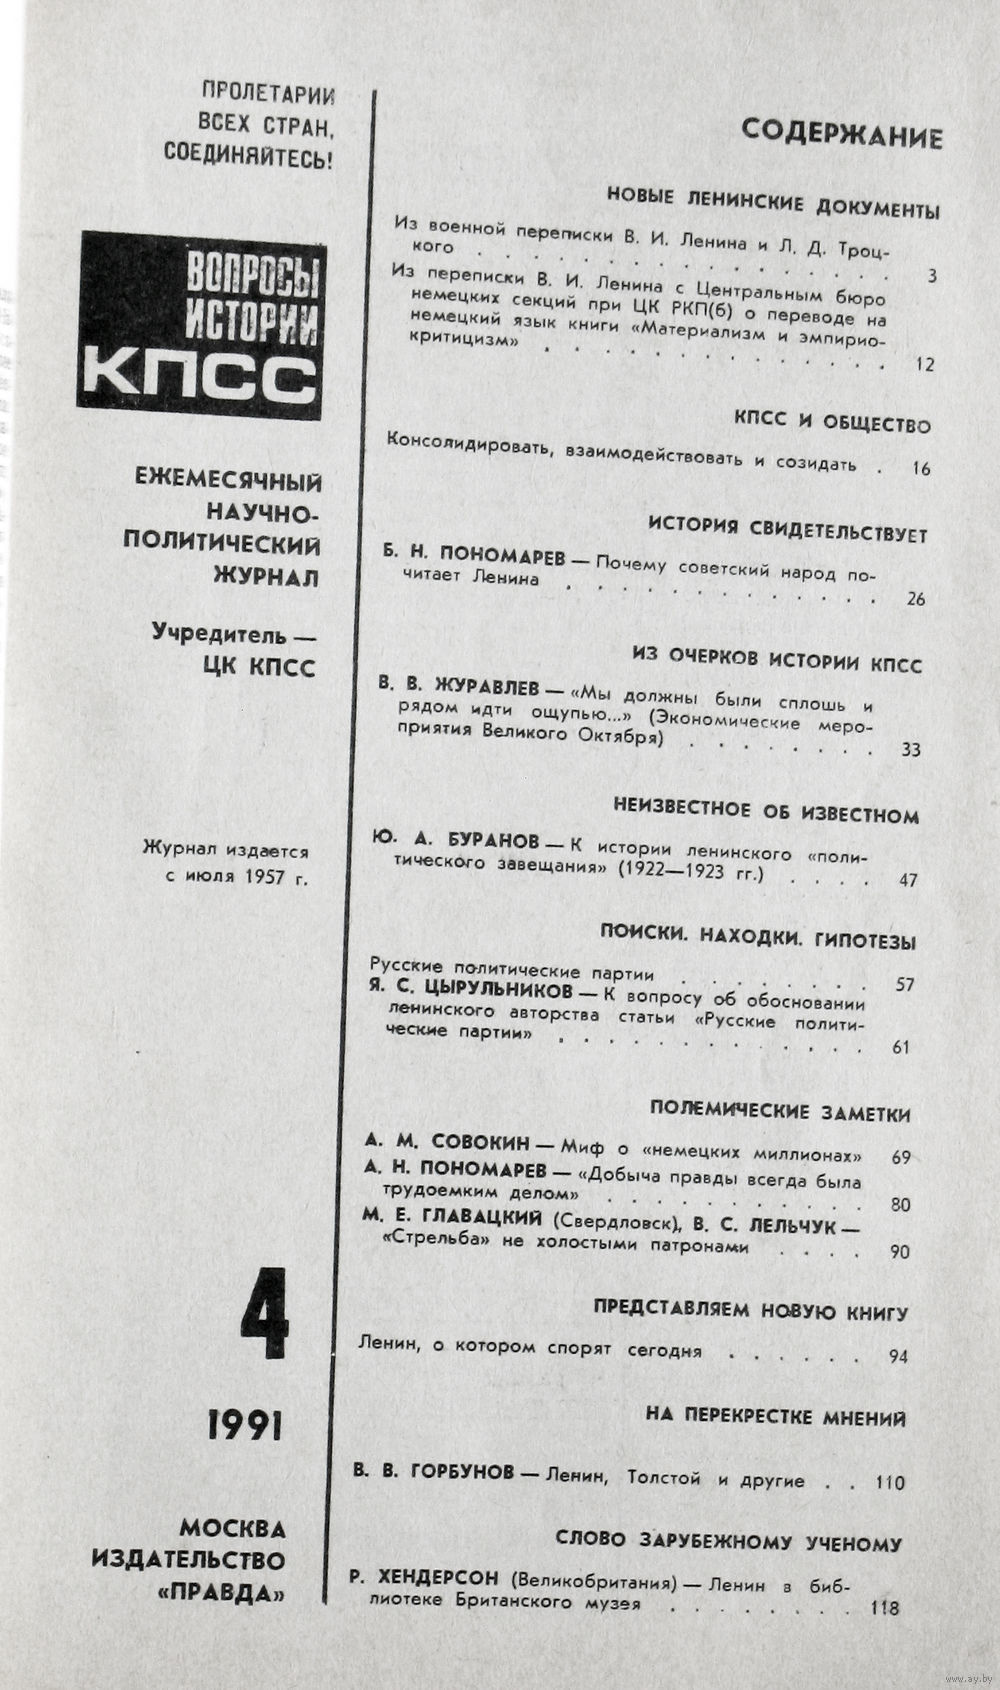 ПРОЛЕТАРИИ
ВСЕХ СТРАН,
СОЕДИНЯЙТЕСЬ!
ВОПРОСЫ
ИСТОРИИ
КПСС
ЕЖЕМЕСЯЧНЫЙ
НАУЧНО-
ПОЛИТИЧЕСКИЙ
ЖУРНАЛ
Учредитель —
ЦК КПСС
Журнал издается
с июля 1957 г.
4
1991
МОСКВА
ИЗДАТЕЛЬСТВО
«ПРАВДА»
СОДЕРЖАНИЕ
НОВЫЕ ЛЕНИНСКИЕ ДОКУМЕНТЫ
Из военной переписки В. И. Ленина и Л. Д. Троц-
кого . . . . . . . . . . . . . . . . 3
Из переписки В. И. Ленина с Центральным бюро
немецких секций при ЦК РКП(б) о переводе на
немецкий язык книги «Материализм и эмпирио-
критицизм» . . . . . . . . . . . . . 12
КПСС И ОБЩЕСТВО
Консолидировать, взаимодействовать и созидать . 16
ИСТОРИЯ СВИДЕТЕЛЬСТВУЕТ
Б. Н. ПОНОМАРЕВ — Почему советский народ по-
читает Ленина . . . . . . . . . . . . 26
ИЗ ОЧЕРКОВ ИСТОРИИ КПСС
В. В. ЖУРАВЛЕВ — «Мы должны были сплошь и
рядом идти ощупью...» (Экономические меро-
приятия Великого Октября) . . . . . . . . 33
НЕИЗВЕСТНОЕ ОБ ИЗВЕСТНОМ
Ю. А. БУРАНОВ — К истории ленинского «поли-
тического завещания» (1922—1923 гг.) . . . . 47
ПОИСКИ. НАХОДКИ. ГИПОТЕЗЫ
Русские политические партии . . . . . . . . 57
Я. С. ЦЫРУЛЬНИКОВ — К вопросу об обосновании
ленинского авторства статьи «Русские полити-
ческие партии» . . . . . . . . . . . . . 61
ПОЛЕМИЧЕСКИЕ ЗАМЕТКИ
А. М. СОВОКИН — Миф о «немецких миллионах» 69
А. Н. ПОНОМАРЕВ — «Добыча правды всегда была
трудоемким делом» . . . . . . . . . . 80
М. Е. ГЛАВАЦКИЙ (Свердловск), В. С. ЛЕЛЬЧУК —
«Стрельба» не холостыми патронами . . . . 90
ПРЕДСТАВЛЯЕМ НОВУЮ КНИГУ
Ленин, о котором спорят сегодня . . . . . . 94
НА ПЕРЕКРЕСТКЕ МНЕНИЙ
В. В. ГОРБУНОВ — Ленин, Толстой и другие . . 110
СЛОВО ЗАРУБЕЖНОМУ УЧЕНОМУ
Р. ХЕНДЕРСОН (Великобритания) — Ленин в биб-
лиотеке Британского музея . . . . . . . 118
www.ay.by